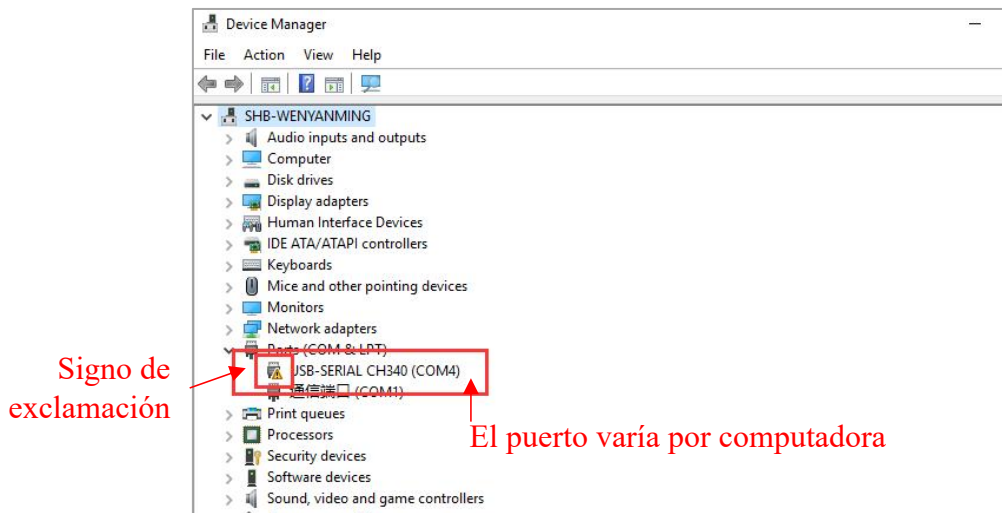 Device Manager
File Action View Help
SHB-WENYANMING
Audio inputs and outputs
Computer
Disk drives
Display adapters
Human Interface Devices
IDE ATA/ATAPI controllers
Keyboards
Mice and other pointing devices
Monitors
Network adapters
Ports (COM & LPT)
USB-SERIAL CH340 (COM4)
通信端口 (COM1)
Print queues
Processors
Security devices
Software devices
Sound, video and game controllers
Signo de
exclamación
El puerto varía por computadora